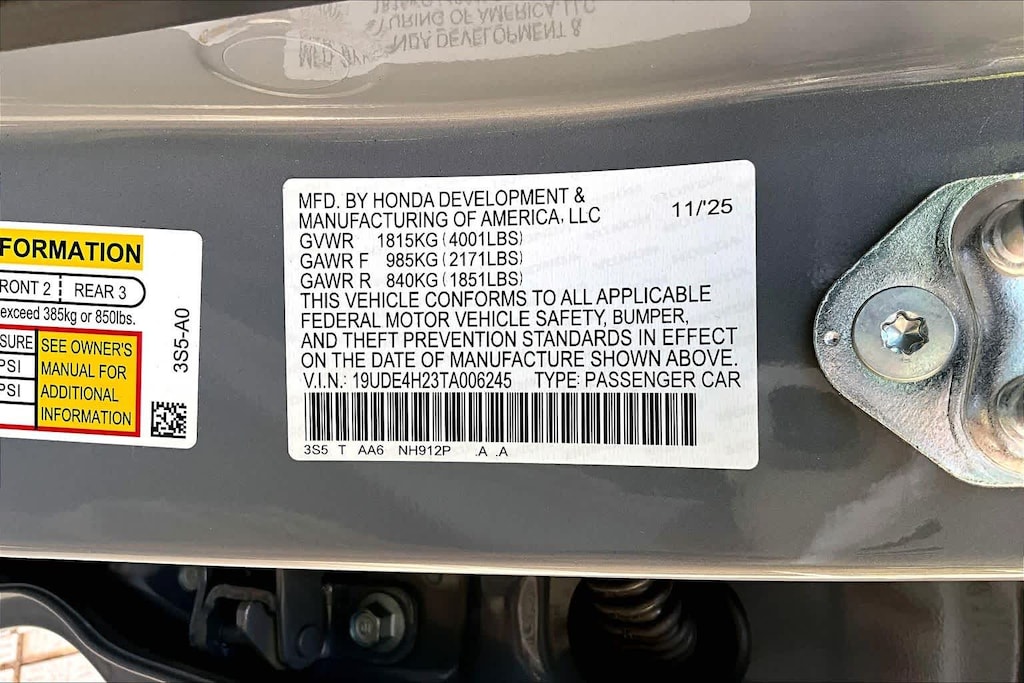 MFD. BY HONDA DEVELOPMENT &
MANUFACTURING OF AMERICA, LLC
11/'25
GVWR 1815KG (4001LBS)
GAWR F 985KG (2171LBS)
GAWR R 840KG (1851LBS)
THIS VEHICLE CONFORMS TO ALL APPLICABLE
FEDERAL MOTOR VEHICLE SAFETY, BUMPER,
AND THEFT PREVENTION STANDARDS IN EFFECT
ON THE DATE OF MANUFACTURE SHOWN ABOVE.
V.I.N.: 19UDE4H23TA006245 TYPE: PASSENGER CAR
3S5 T AA6 NH912P .A .A
FORMATION
RONT 2 REAR 3
exceed 385kg or 850lbs.
SURE
PSI
PSI
SEE OWNER'S
MANUAL FOR
ADDITIONAL
INFORMATION
3S5-A0